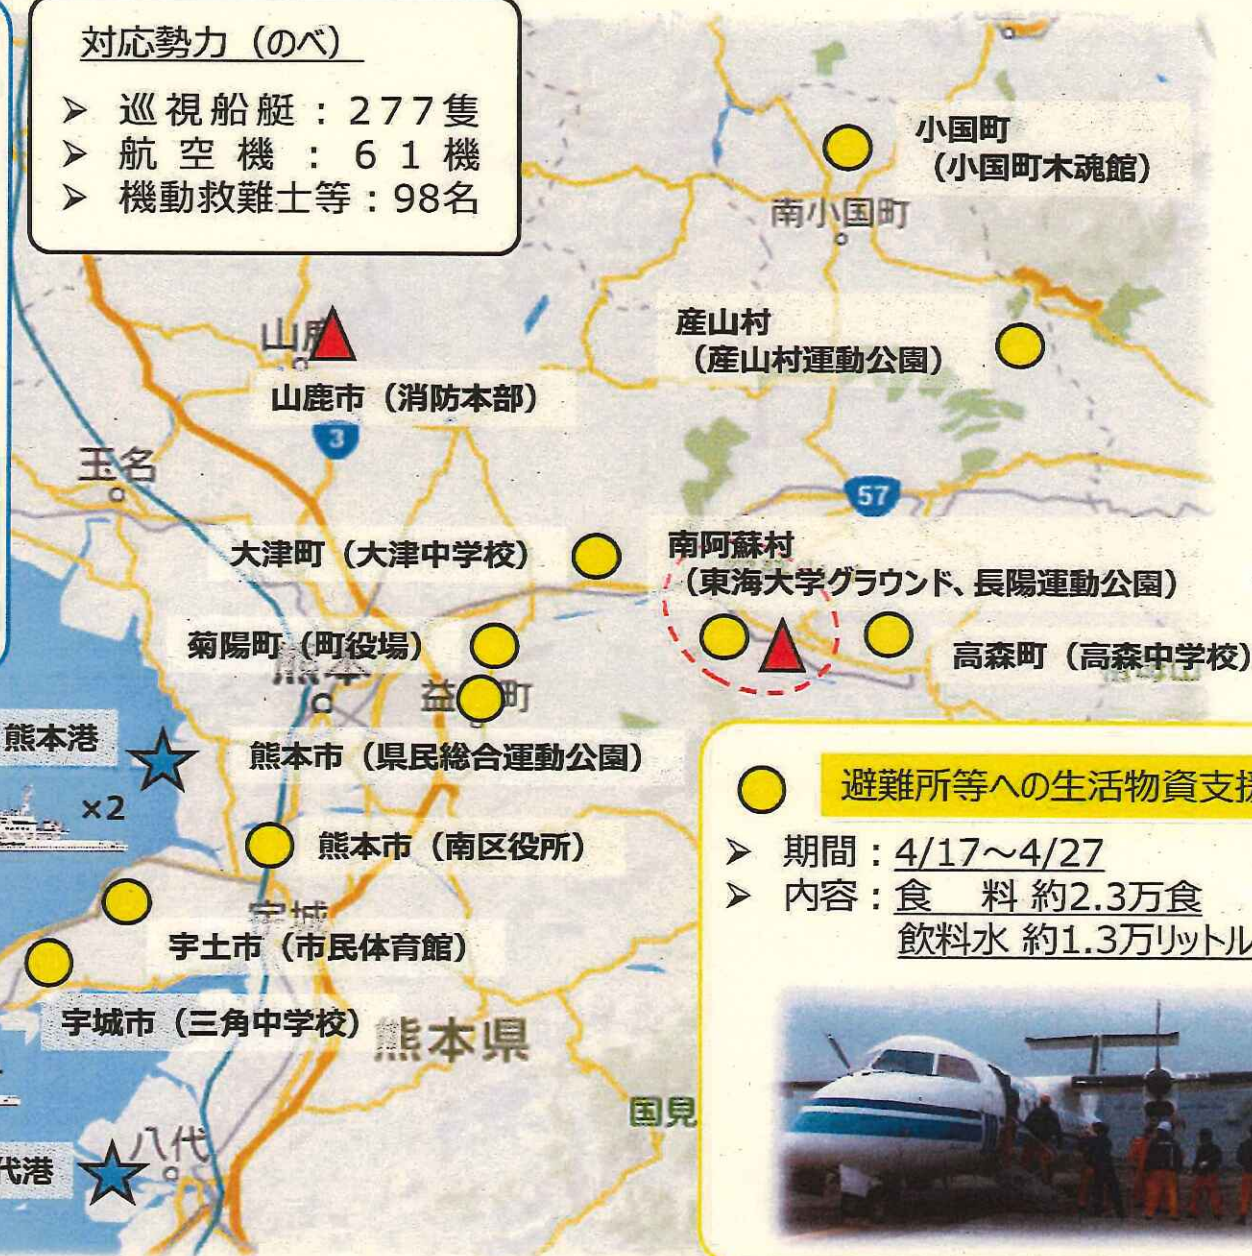 対応勢力（のべ）
➢ 巡視船艇：277隻
➢ 航空機：61機
➢ 機動救難士等：98名
小国町
（小国町木魂館）
南小国町
産山村
（産山村運動公園）
山鹿
山鹿市（消防本部）
3
玉名
57
大津町（大津中学校）
南阿蘇村
（東海大学グラウンド、長陽運動公園）
菊陽町（町役場）
熊本
高森町（高森中学校）
益 町
熊本港
熊本市（県民総合運動公園）
×2
熊本市（南区役所）
宇城
宇土市（市民体育館）
宇城市（三角中学校）
熊本県
国見
八代
代港
避難所等への生活物資支援
➢ 期間：4/17～4/27
➢ 内容：食　料 約2.3万食
飲料水 約1.3万リットル